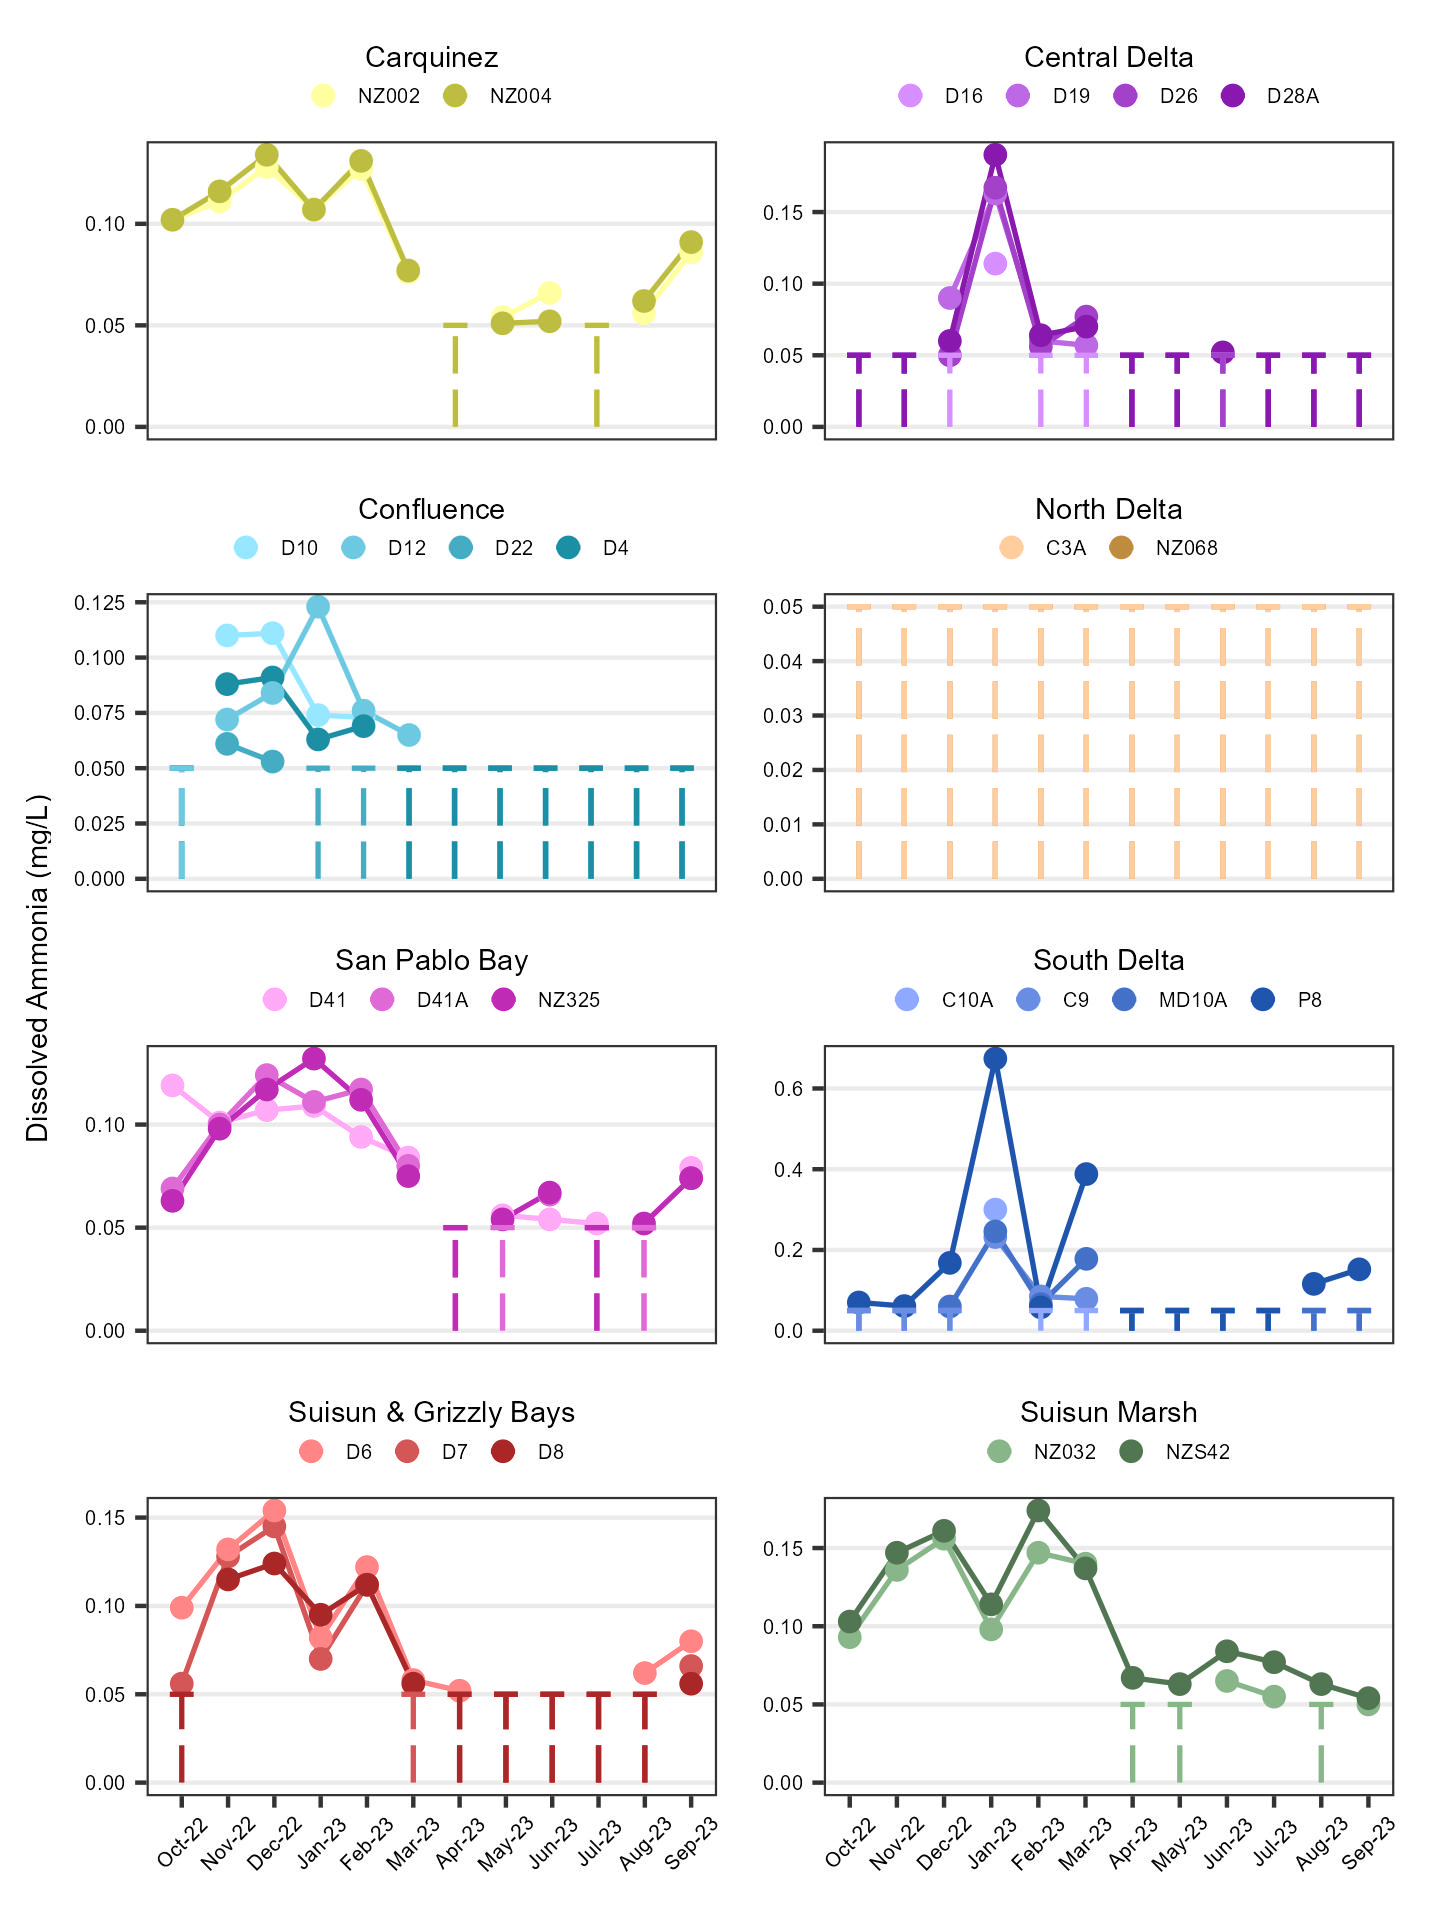 Carquinez
NZ002 NZ004
0.10
0.05
0.00
Central Delta
D16 D19 D26 D28A
0.15
0.10
0.05
0.00
Confluence
D10 D12 D22 D4
0.125
0.100
0.075
0.050
0.025
0.000
North Delta
C3A NZ068
0.05
0.04
0.03
0.02
0.01
0.00
Dissolved Ammonia (mg/L)
San Pablo Bay
D41 D41A NZ325
0.10
0.05
0.00
South Delta
C10A C9 MD10A P8
0.6
0.4
0.2
0.0
Suisun & Grizzly Bays
D6 D7 D8
0.15
0.10
0.05
0.00
Oct-22 Nov-22 Dec-22 Jan-23 Feb-23 Mar-23 Apr-23 May-23 Jun-23 Jul-23 Aug-23 Sep-23
Suisun Marsh
NZ032 NZS42
0.15
0.10
0.05
0.00
Oct-22 Nov-22 Dec-22 Jan-23 Feb-23 Mar-23 Apr-23 May-23 Jun-23 Jul-23 Aug-23 Sep-23